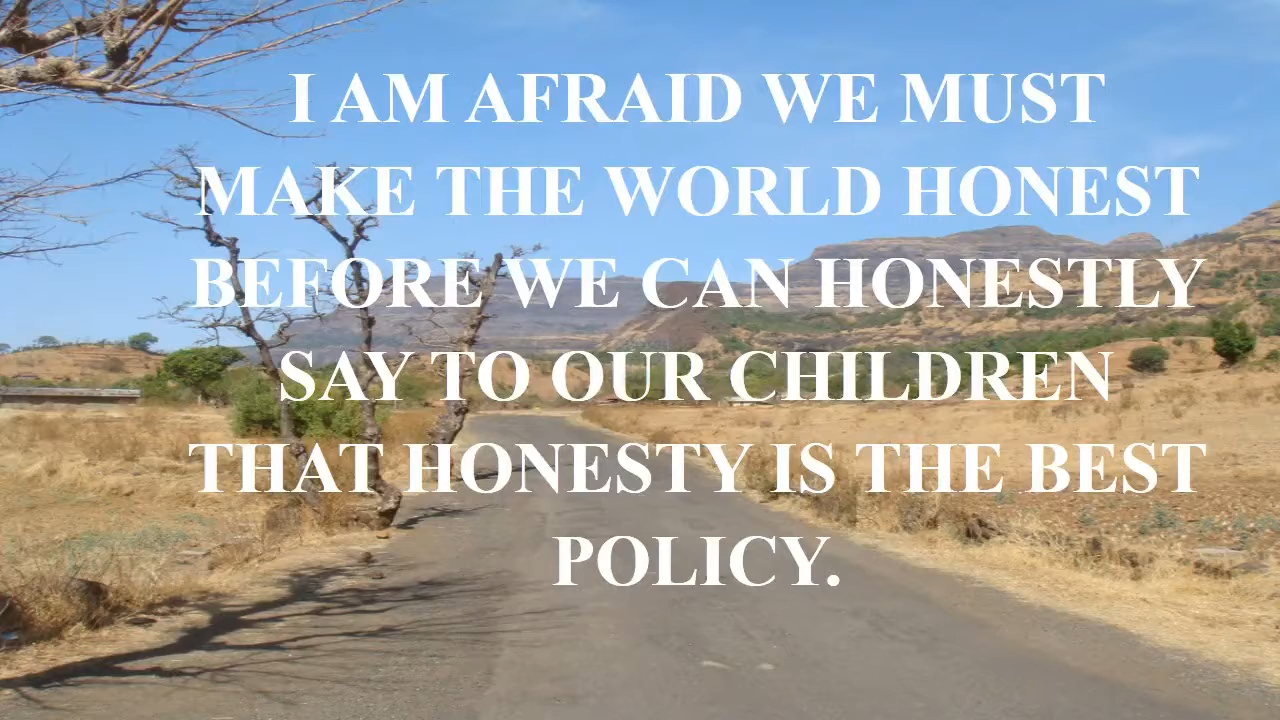 I AM AFRAID WE MUST
MAKE THE WORLD HONEST
BEFORE WE CAN HONESTLY
SAY TO OUR CHILDREN
THAT HONESTY IS THE BEST
POLICY.